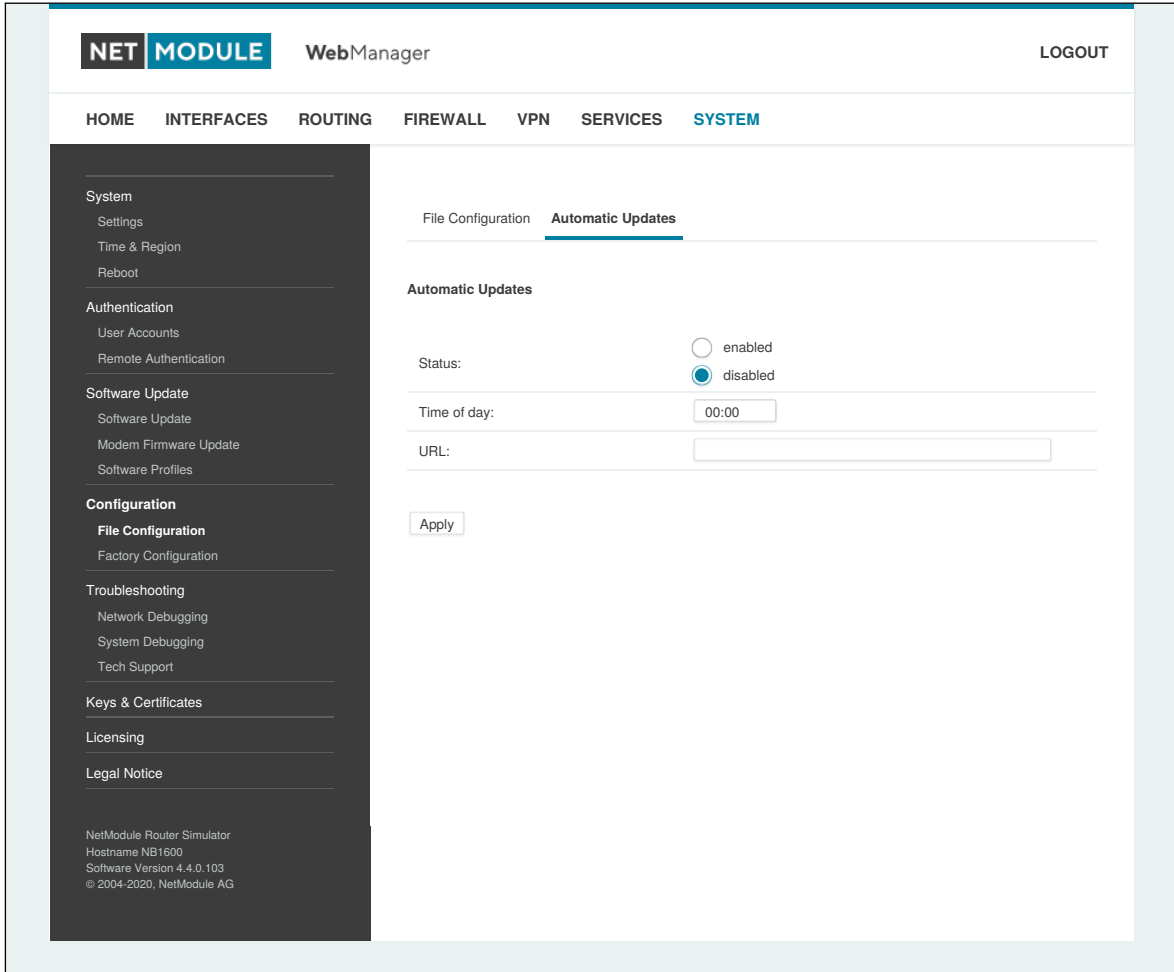 NET MODULE WebManager LOGOUT
HOME INTERFACES ROUTING FIREWALL VPN SERVICES SYSTEM
System
Settings
Time & Region
Reboot
Authentication
User Accounts
Remote Authentication
Software Update
Software Update
Modem Firmware Update
Software Profiles
Configuration
File Configuration
Factory Configuration
Troubleshooting
Network Debugging
System Debugging
Tech Support
Keys & Certificates
Licensing
Legal Notice
NetModule Router Simulator
Hostname NB1600
Software Version 4.4.0.103
© 2004-2020, NetModule AG
File Configuration Automatic Updates
Automatic Updates
Status:
enabled
disabled
Time of day: 00:00
URL:
Apply